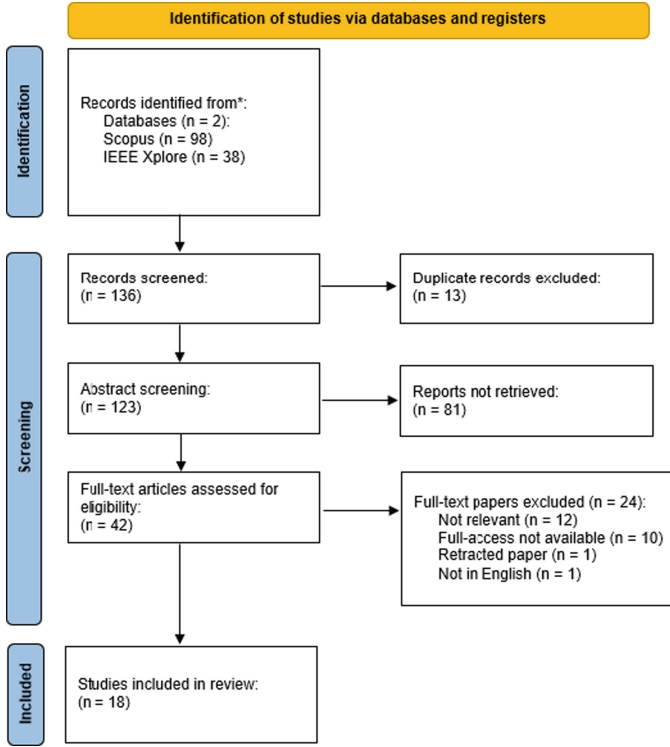 Identification of studies via databases and registers
Identification
Records identified from*:
Databases (n = 2):
Scopus (n = 98)
IEEE Xplore (n = 38)
Screening
Records screened:
(n = 136)
Duplicate records excluded:
(n = 13)
Abstract screening:
(n = 123)
Reports not retrieved:
(n = 81)
Full-text articles assessed for
eligibility:
(n = 42)
Full-text papers excluded (n = 24):
Not relevant (n = 12)
Full-access not available (n = 10)
Retracted paper (n = 1)
Not in English (n = 1)
Included
Studies included in review:
(n = 18)